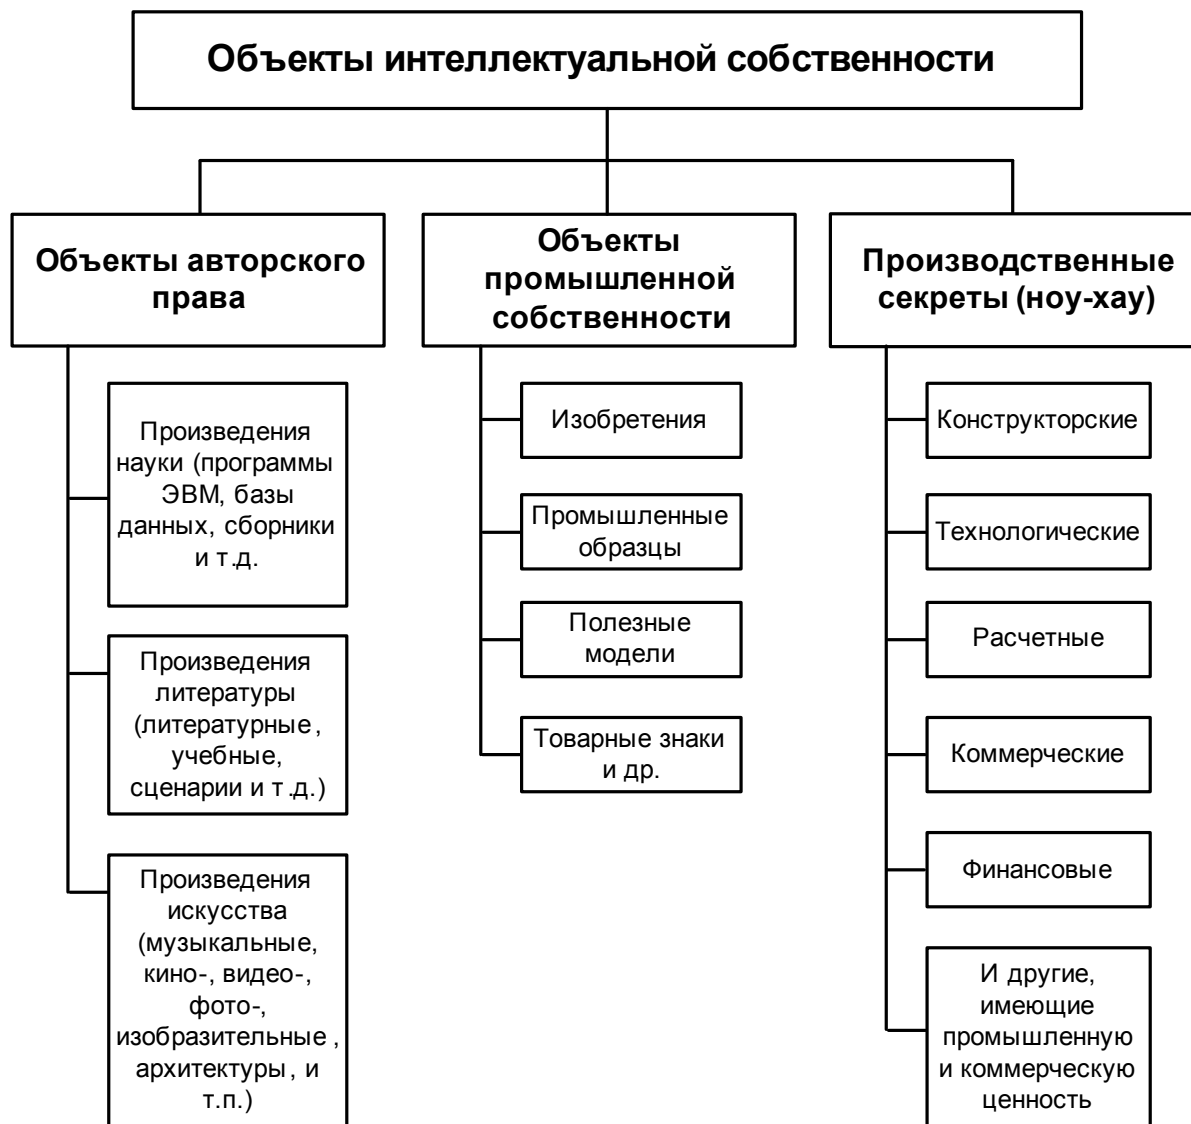 Объекты интеллектуальной собственности
Объекты авторского
права
Произведения
науки (программы
ЭВМ, базы
данных, сборники
и т.д.
Произведения
литературы
(литературные,
учебные,
сценарии и т.д.)
Произведения
искусства
(музыкальные,
кино-, видео-,
фото-,
изобразительные,
архитектуры, и
т.п.)
Объекты
промышленной
собственности
Изобретения
Промышленные
образцы
Полезные
модели
Товарные знаки
и др.
Производственные
секреты (ноу-хау)
Конструкторские
Технологические
Расчетные
Коммерческие
Финансовые
И другие,
имеющие
промышленную
и коммерческую
ценность